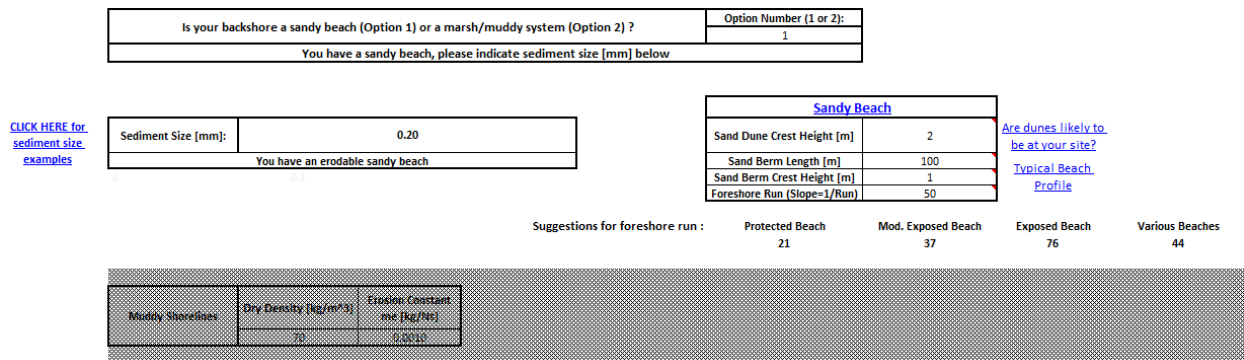 Is your backshore a sandy beach (Option 1) or a marsh/muddy system (Option 2) ?
Option Number (1 or 2):
1
You have a sandy beach, please indicate sediment size [mm] below
CLICK HERE for
sediment size
examples
Sediment Size [mm]: 0.20
You have an erodable sandy beach
A 0.1
Sandy Beach
Sand Dune Crest Height [m] 2
Sand Berm Length [m] 100
Sand Berm Crest Height [m] 1
Foreshore Run (Slope=1/Run) 50
Are dunes likely to
be at your site?
Typical Beach
Profile
Suggestions for foreshore run : Protected Beach Mod. Exposed Beach Exposed Beach Various Beaches
21 37 76 44
Muddy Shorelines
Dry Density [kg/m^3]
Erosion Constant
me [kg/Ns]
70 0.0010